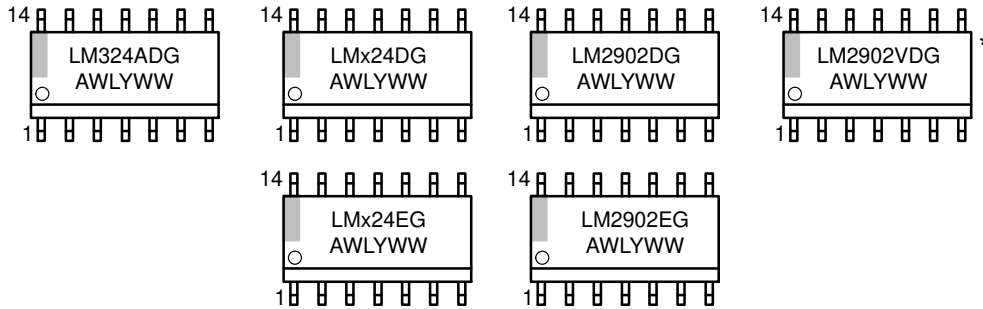 14 14 14 14
LM324ADG LMx24DG LM2902DG LM2902VDG *
AWLYWW AWLYWW AWLYWW AWLYWW
1 1 1 1
14 14
LMx24EG LM2902EG
AWLYWW AWLYWW
1 1